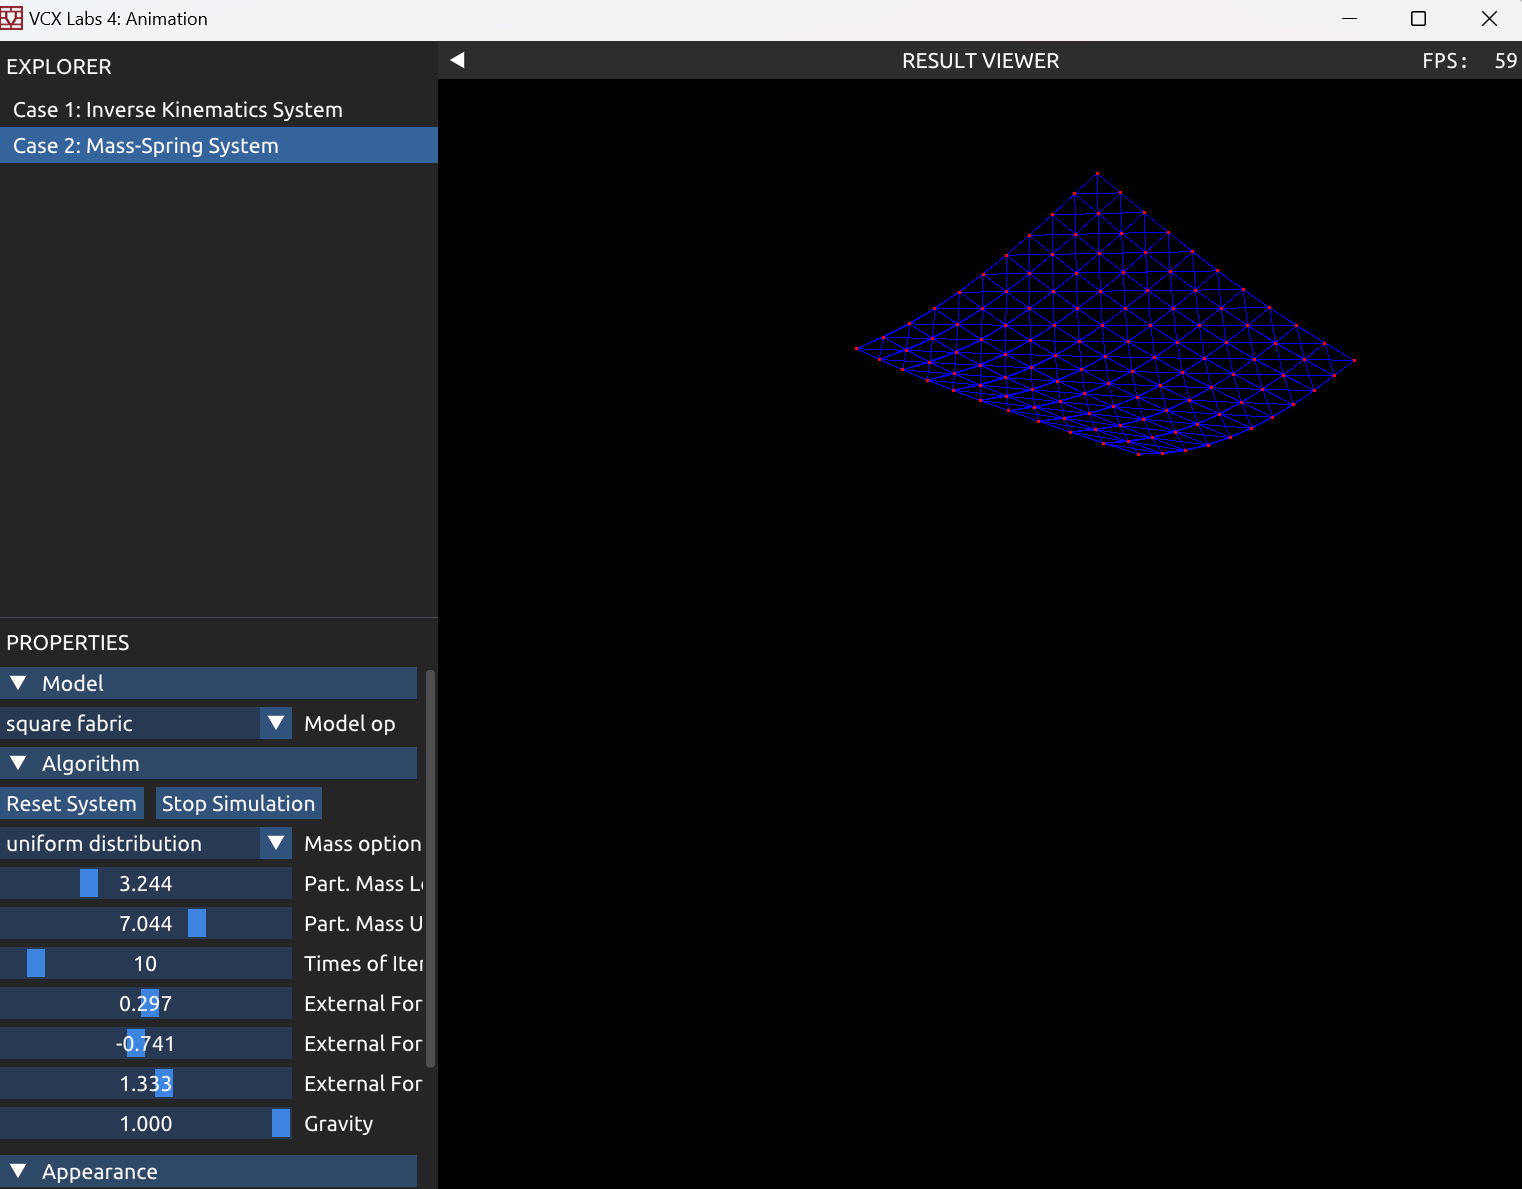 VCX Labs 4: Animation
EXPLORER
RESULT VIEWER
FPS: 59
Case 1: Inverse Kinematics System
Case 2: Mass-Spring System
PROPERTIES
Model
square fabric Model op
Algorithm
Reset System Stop Simulation
uniform distribution Mass option
3.244 Part. Mass
7.044 Part. Mass U
10 Times of Iter
0.297 External For
-0.741 External For
1.333 External For
1.000 Gravity
Appearance